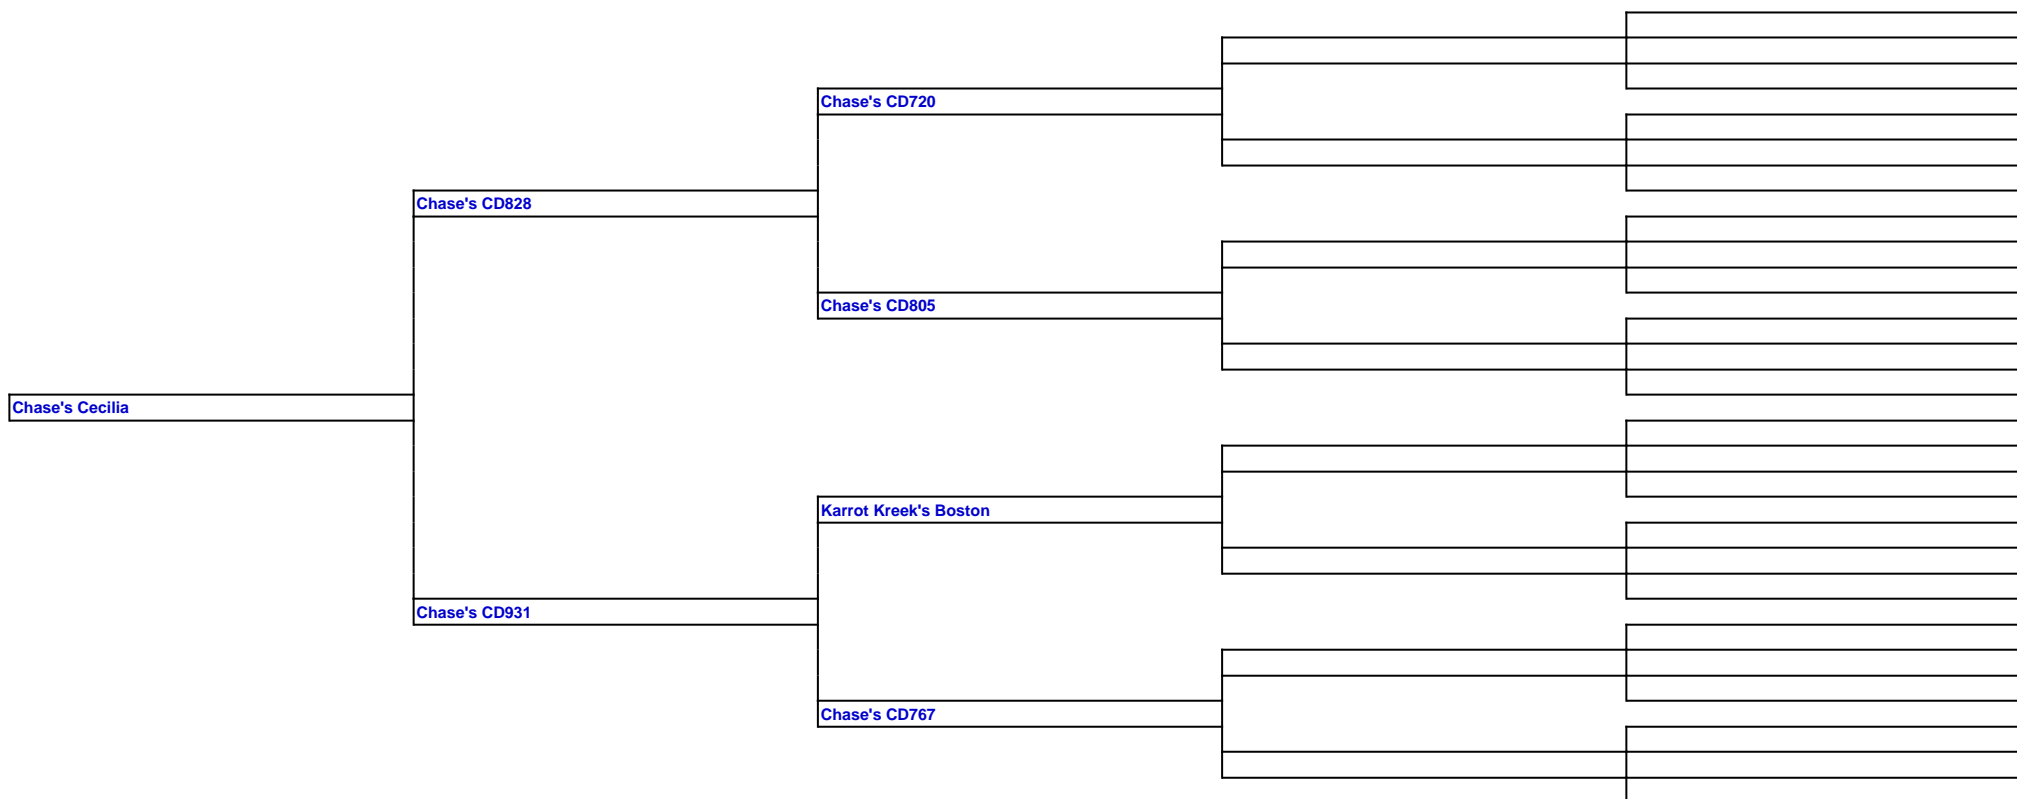 Chase's CD720
Chase's CD828
Chase's CD805
Chase's Cecilia
Karrot Kreek's Boston
Chase's CD931
Chase's CD767